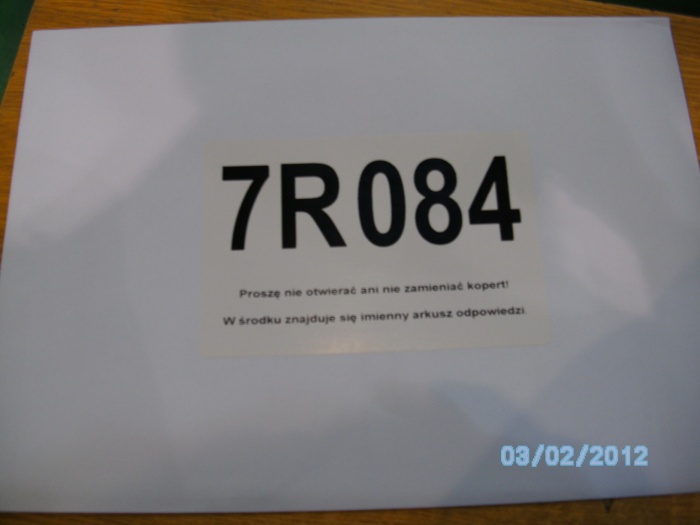 7R084
Proszę nie otwierać ani nie zamieniać kopert!
W środku znajduje się imienny arkusz odpowiedzi
03/02/2012